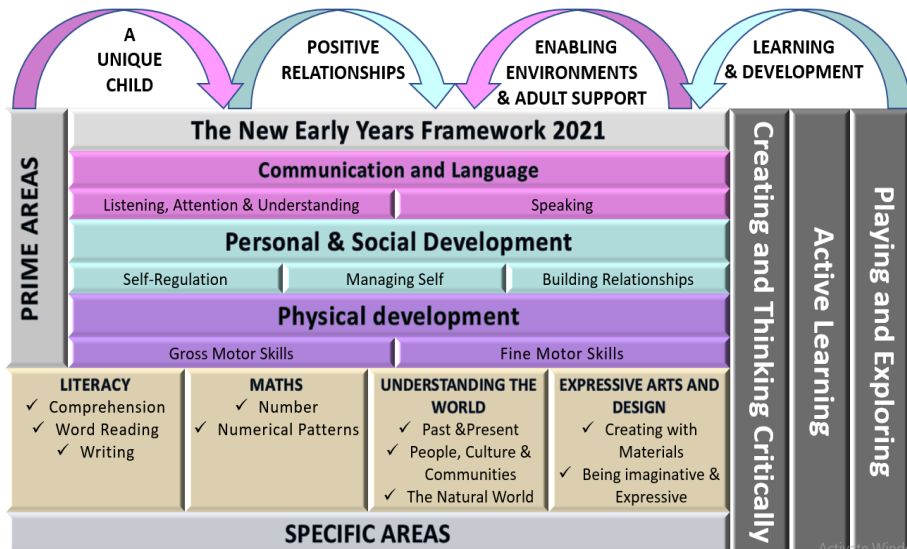 A
UNIQUE
CHILD
POSITIVE
RELATIONSHIPS
ENABLING
ENVIRONMENTS
& ADULT SUPPORT
LEARNING
& DEVELOPMENT
PRIME AREAS
The New Early Years Framework 2021
Communication and Language
Listening, Attention & Understanding
Speaking
Personal & Social Development
Self-Regulation
Managing Self
Building Relationships
Physical development
Gross Motor Skills
Fine Motor Skills
LITERACY
✓ Comprehension
✓ Word Reading
✓ Writing
MATHS
✓ Number
✓ Numerical Patterns
UNDERSTANDING THE
WORLD
✓ Past &Present
✓ People, Culture &
Communities
✓ The Natural World
EXPRESSIVE ARTS AND
DESIGN
✓ Creating with
Materials
✓ Being imaginative &
Expressive
SPECIFIC AREAS
Creating and Thinking Critically
Active Learning
Playing and Exploring